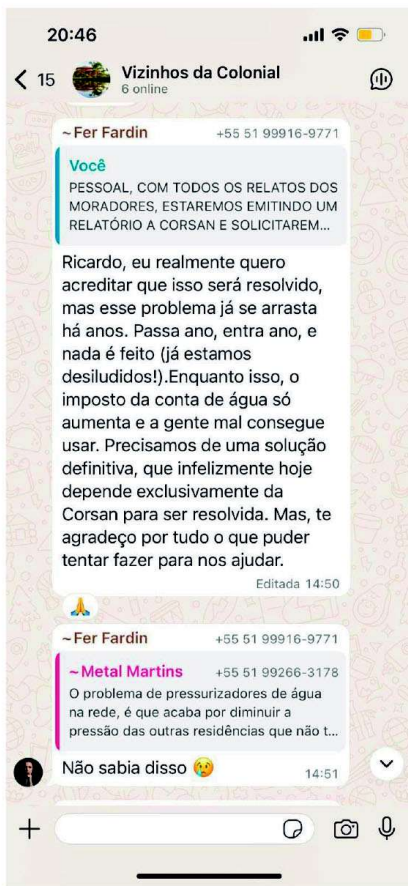 20:46
15
Vizinhos da Colonial
6 online
~Fer Fardin +55 51 99916-9771
Você
PESSOAL, COM TODOS OS RELATOS DOS
MORADORES, ESTAREMOS EMITINDO UM
RELATÓRIO A CORSAN E SOLICITAREM...
Ricardo, eu realmente quero
acreditar que isso será resolvido,
mas esse problema já se arrasta
há anos. Passa ano, entra ano, e
nada é feito (já estamos
desiludidos!).Enquanto isso, o
imposto da conta de água só
aumenta e a gente mal consegue
usar. Precisamos de uma solução
definitiva, que infelizmente hoje
depende exclusivamente da
Corsan para ser resolvida. Mas, te
agradeço por tudo o que puder
tentar fazer para nos ajudar.
Editada 14:50
~Fer Fardin +55 51 99916-9771
~Metal Martins +55 51 99266-3178
O problema de pressurizadores de água
na rede, é que acaba por diminuir a
pressão das outras residências que não t...
Não sabia disso 😢 14:51